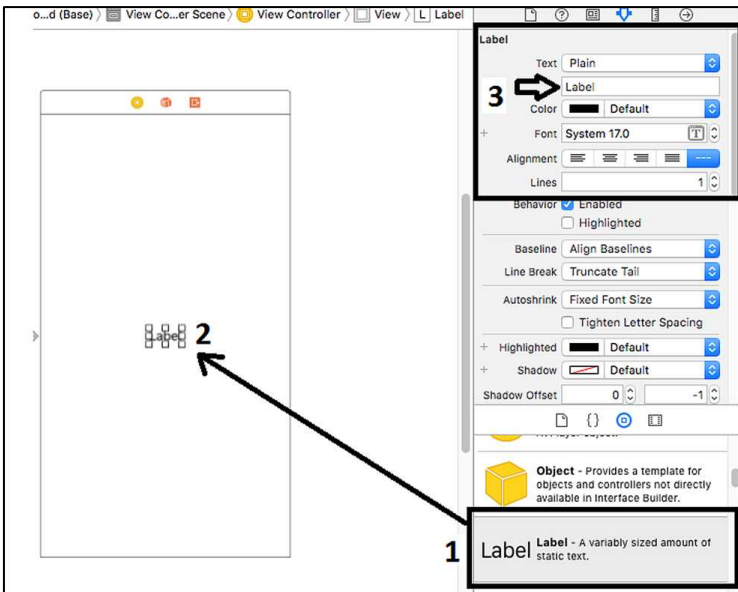 o...d (Base) 〉 View Co...er Scene 〉 View Controller 〉 View 〉 L Label
Label
Text Plain
3 Label
Color Default
+ Font System 17.0 T
Alignment
Lines 1
Behavior Enabled
Highlighted
Baseline Align Baselines
Line Break Truncate Tail
Autoshrink Fixed Font Size
Tighten Letter Spacing
+ Highlighted Default
+ Shadow Default
Shadow Offset 0 -1
Label 2
{}
Object - Provides a template for
objects and controllers not directly
available in Interface Builder.
1 Label Label - A variably sized amount of
static text.